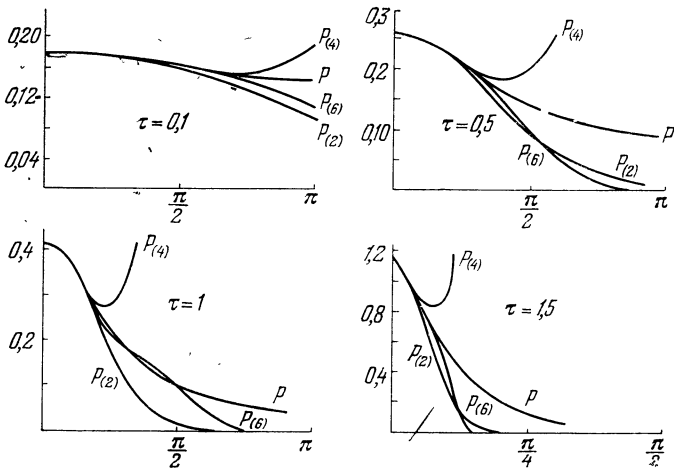 0,20
0,12
0,04
τ=0,1
P(4)
P
P(6)
P(2)
π/2
π
0,3
0,2
0,10
τ=0,5
P(4)
P
P(6)
P(2)
π/2
π
0,4
0,2
τ=1
P(4)
P(2)
P
P(6)
π/2
π
1,2
0,8
0,4
τ=1,5
P(4)
P(2)
P(6)
P
π/4
π/2